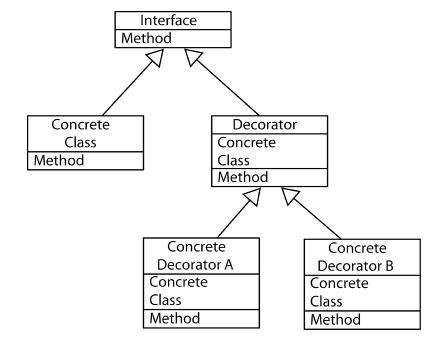 Interface
Method
Concrete
Class
Method
Decorator
Concrete
Class
Method
Concrete
Decorator A
Concrete
Class
Method
Concrete
Decorator B
Concrete
Class
Method